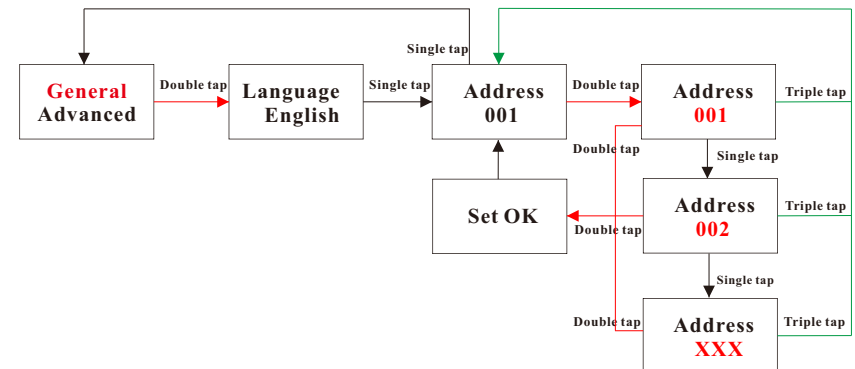 Single tap
General
Advanced
Double tap
Language
English
Single tap
Address
001
Double tap
Address
001
Triple tap
Double tap
Single tap
Set OK
Double tap
Address
002
Triple tap
Single tap
Double tap
Address
XXX
Triple tap